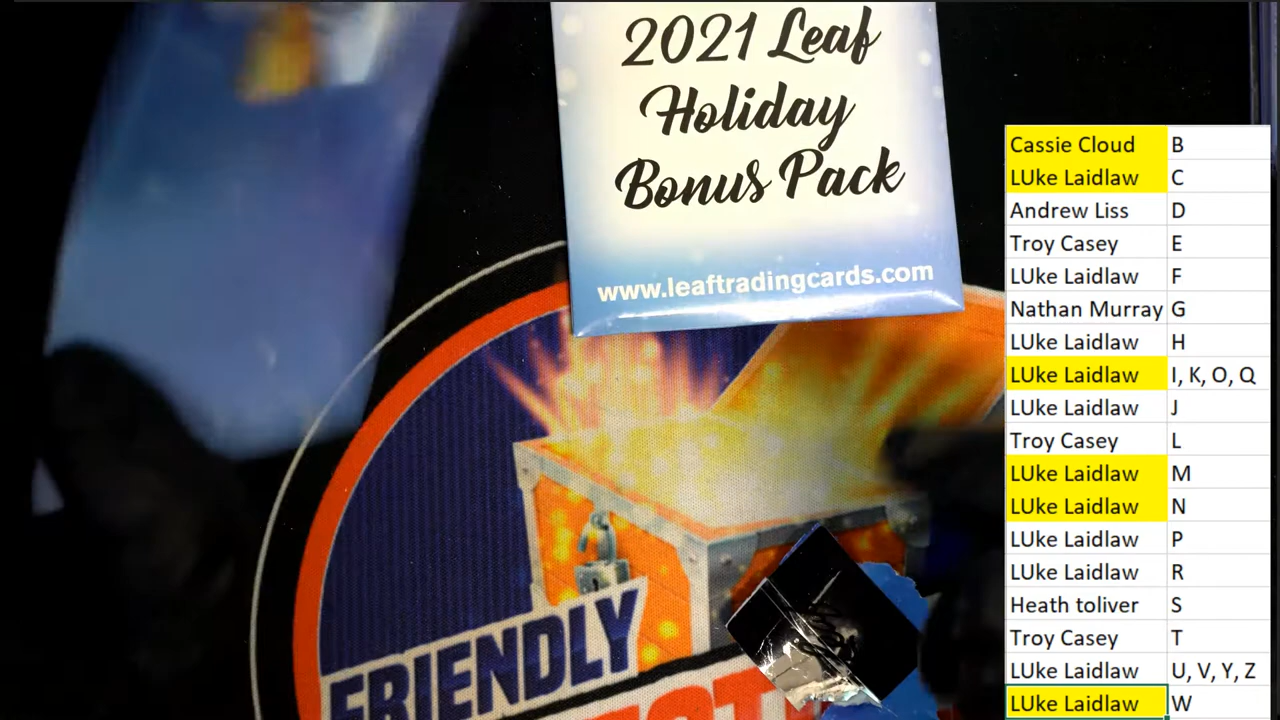 2021 Leaf
Holiday
Bonus Pack
www.leaftradingcards.com
FRIENDLY
Cassie Cloud B
LUke Laidlaw C
Andrew Liss D
Troy Casey E
LUke Laidlaw F
Nathan Murray G
LUke Laidlaw H
LUke Laidlaw I, K, O, Q
LUke Laidlaw J
Troy Casey L
LUke Laidlaw M
LUke Laidlaw N
LUke Laidlaw P
LUke Laidlaw R
Heath toliver S
Troy Casey T
LUke Laidlaw U, V, Y, Z
LUke Laidlaw W